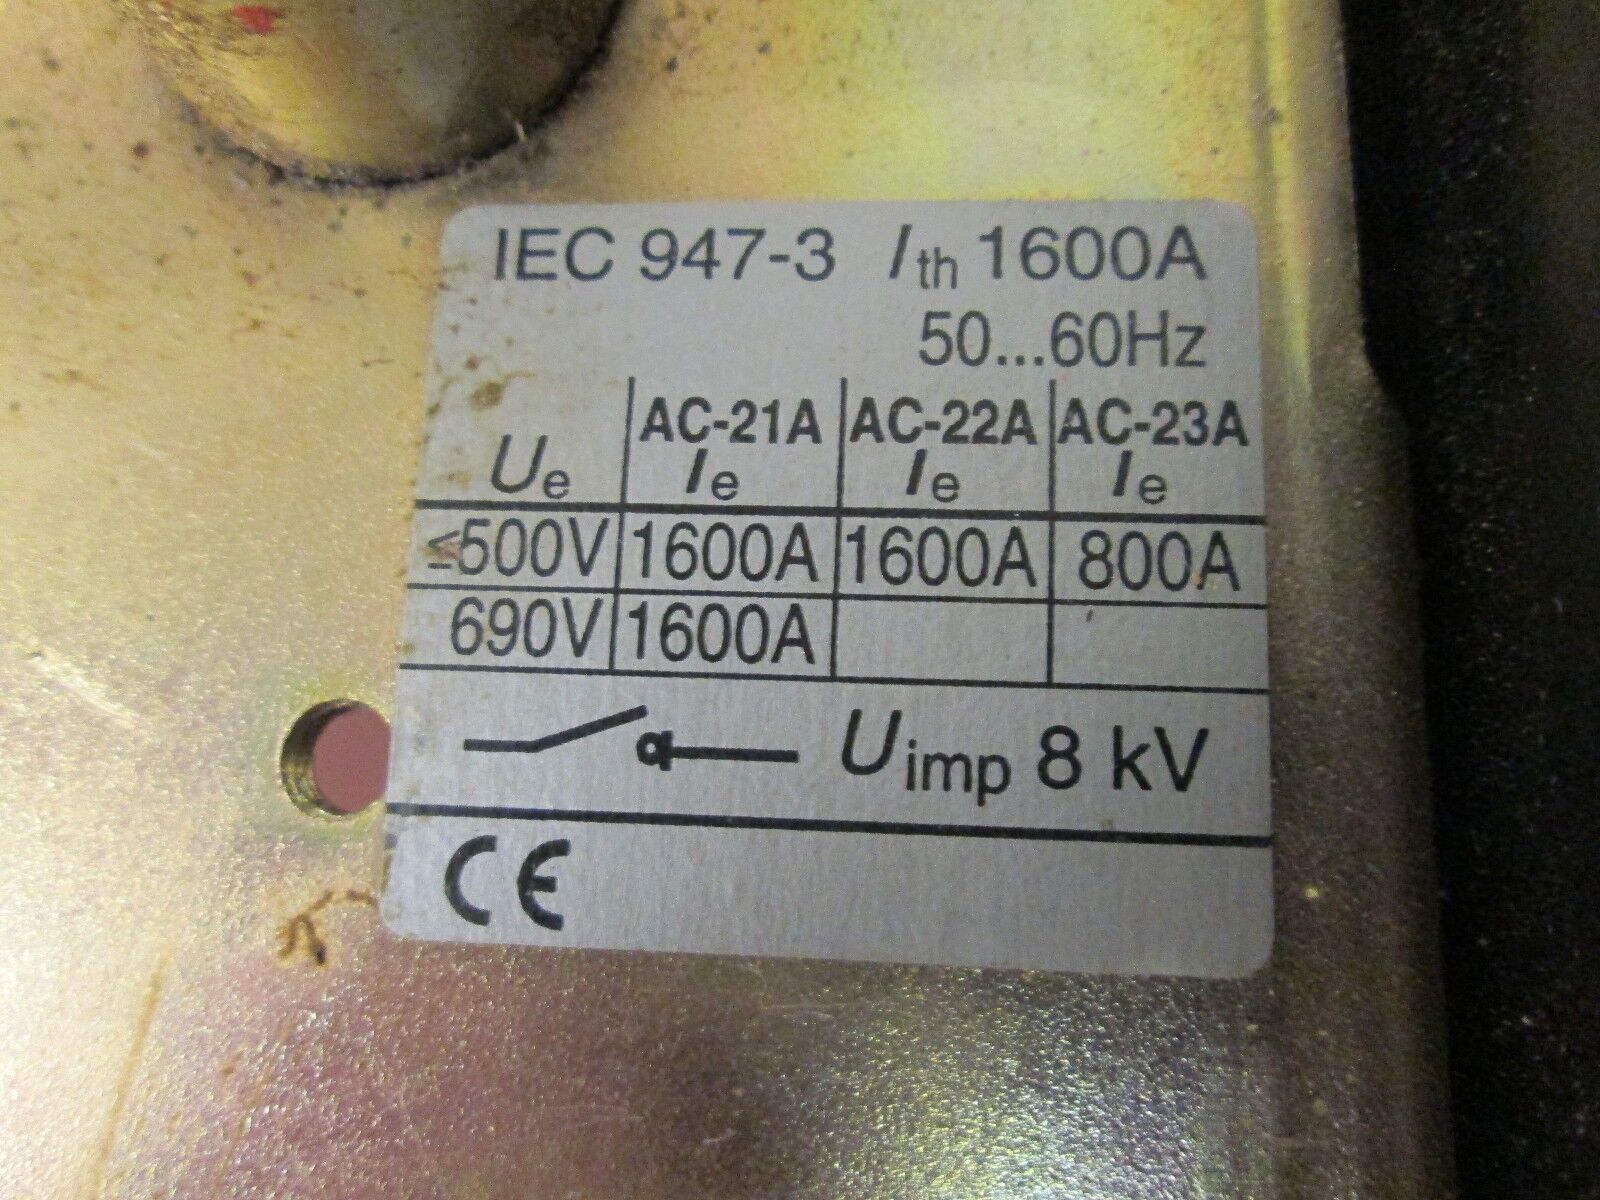 IEC 947-3 Ith 1600A
50...60Hz
AC-21A AC-22A AC-23A
Ue Ie Ie Ie
≤500V 1600A 1600A 800A
690V 1600A
Uimp 8 kV
CE